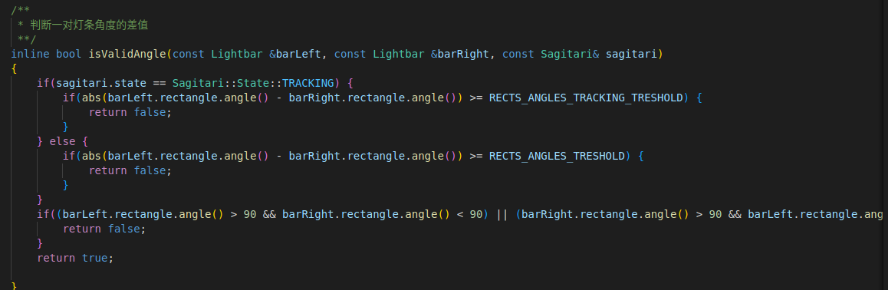 /**
 * 判断一对灯条角度的差值
 **/
inline bool isValidAngle(const Lightbar &barLeft, const Lightbar &barRight, const Sagitari& sagitari)
{
    if(sagitari.state == Sagitari::State::TRACKING) {
        if(abs(barLeft.rectangle.angle() - barRight.rectangle.angle()) >= RECTS_ANGLES_TRACKING_TRESHOLD) {
            return false;
        }
    } else {
        if(abs(barLeft.rectangle.angle() - barRight.rectangle.angle()) >= RECTS_ANGLES_TRESHOLD) {
            return false;
        }
    }
    if((barLeft.rectangle.angle() > 90 && barRight.rectangle.angle() < 90) || (barRight.rectangle.angle() > 90 && barLeft.rectangle.ang
        return false;
    }
    return true;
}